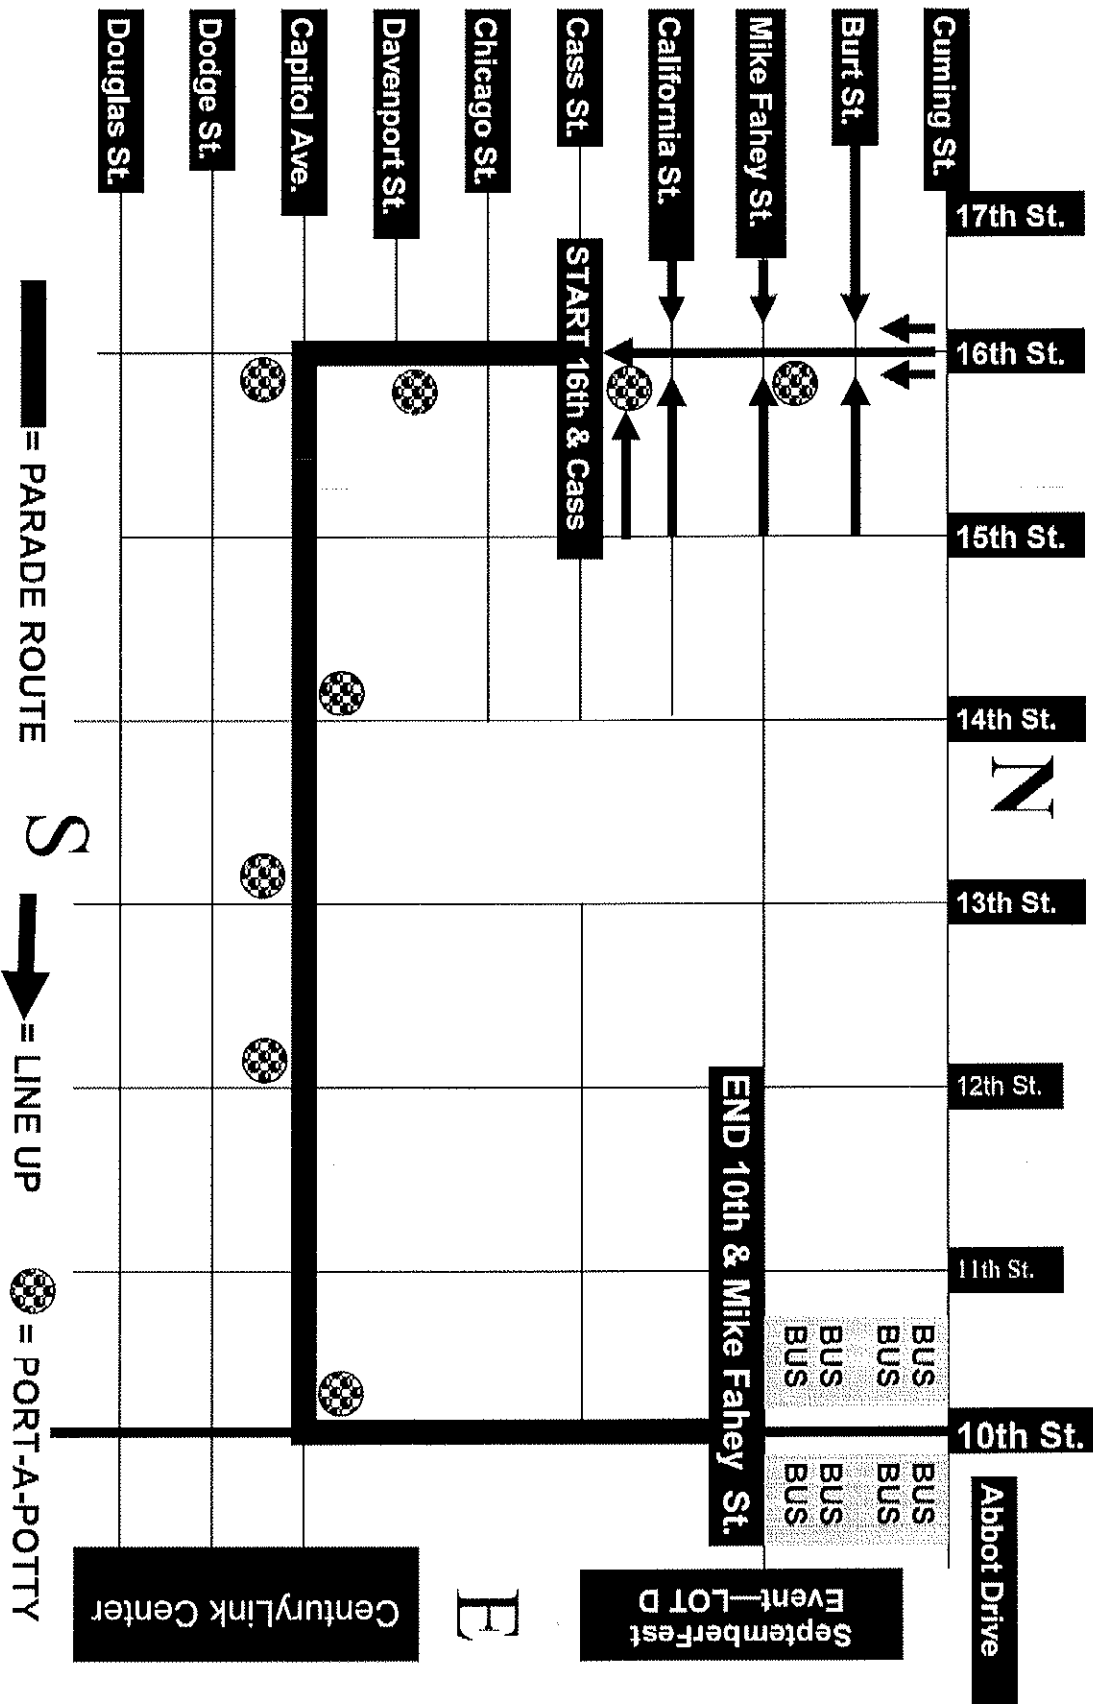 Cuming St.
Burt St.
Mike Fahey St.
California St.
Cass St.
Chicago St.
Davenport St.
Capitol Ave.
Dodge St.
Douglas St.
17th St.
16th St.
15th St.
14th St.
N
13th St.
12th St.
11th St.
10th St.
Abbot Drive
START 16th & Cass
END 10th & Mike Fahey St.
BUS
BUS
BUS
BUS
BUS
BUS
BUS
BUS
SeptemberFest
Event—LOT D
E
CenturyLink Center
S
= PARADE ROUTE
= LINE UP
= PORT-A-POTTY